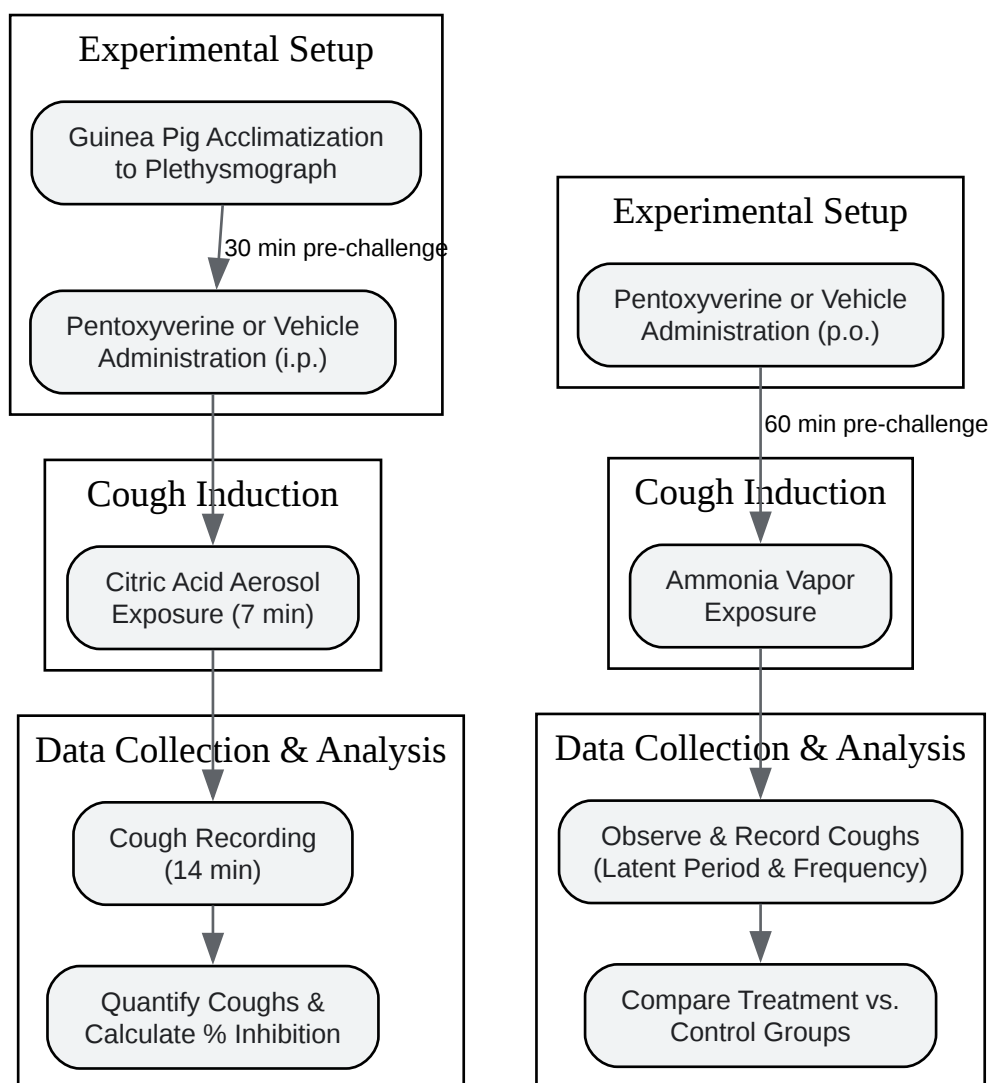 Experimental Setup
Guinea Pig Acclimatization
to Plethysmograph
30 min pre-challenge
Pentoxyverine or Vehicle
Administration (i.p.)
Cough Induction
Citric Acid Aerosol
Exposure (7 min)
Data Collection & Analysis
Cough Recording
(14 min)
Quantify Coughs &
Calculate % Inhibition
Experimental Setup
Pentoxyverine or Vehicle
Administration (p.o.)
60 min pre-challenge
Cough Induction
Ammonia Vapor
Exposure
Data Collection & Analysis
Observe & Record Coughs
(Latent Period & Frequency)
Compare Treatment vs.
Control Groups